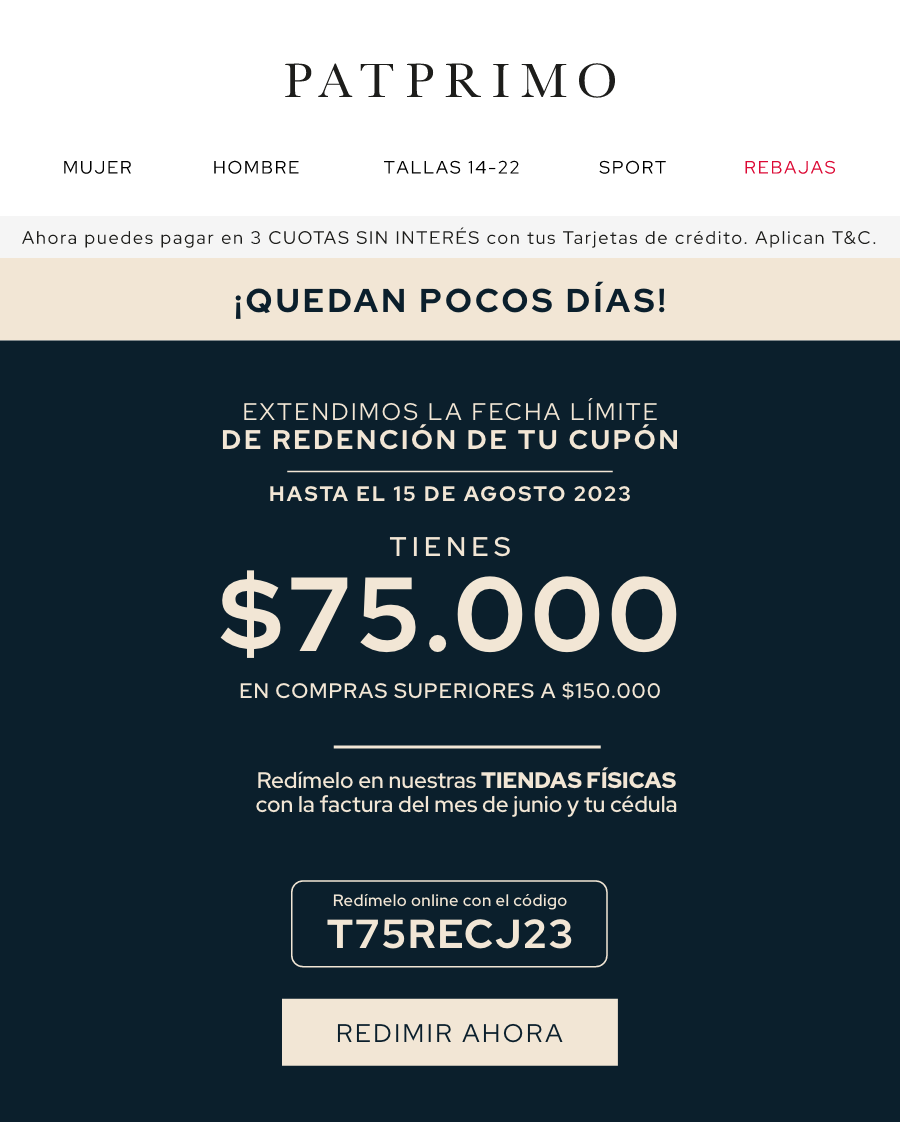 PATPRIMO
MUJER HOMBRE TALLAS 14-22 SPORT REBAJAS
Ahora puedes pagar en 3 CUOTAS SIN INTERÉS con tus Tarjetas de crédito. Aplican T&C.
¡QUEDAN POCOS DÍAS!
EXTENDIMOS LA FECHA LÍMITE
DE REDENCIÓN DE TU CUPÓN
HASTA EL 15 DE AGOSTO 2023
TIENES
$75.000
EN COMPRAS SUPERIORES A $150.000
Redímelo en nuestras TIENDAS FÍSICAS
con la factura del mes de junio y tu cédula
Redímelo online con el código
T75RECJ23
REDIMIR AHORA